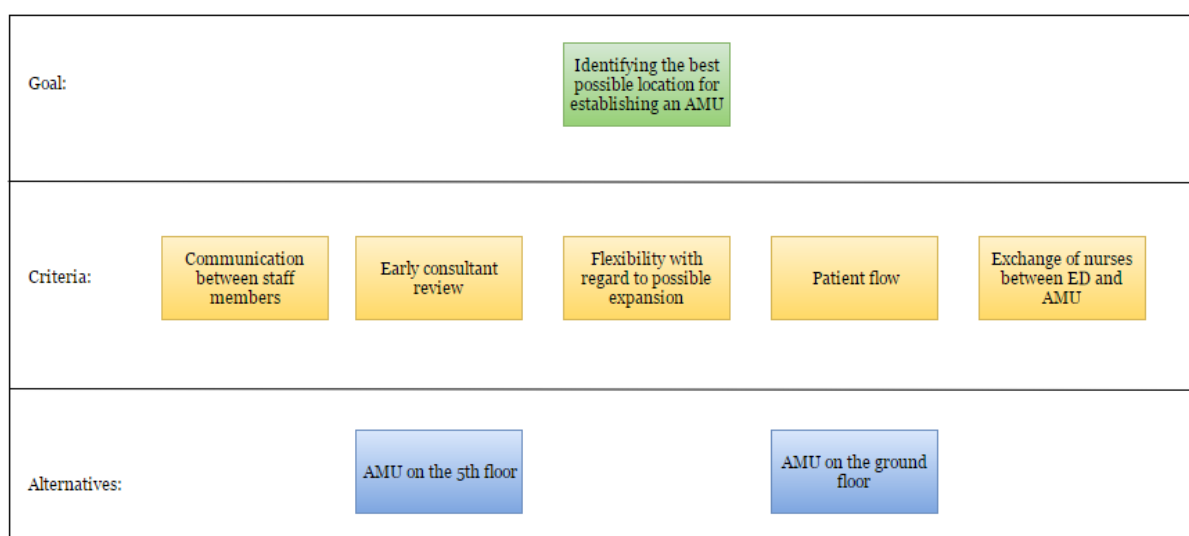 Goal:
Identifying the best
possible location for
establishing an AMU
Criteria:
Communication
between staff
members
Early consultant
review
Flexibility with
regard to possible
expansion
Patient flow
Exchange of nurses
between ED and
AMU
Alternatives:
AMU on the 5th floor
AMU on the ground
floor